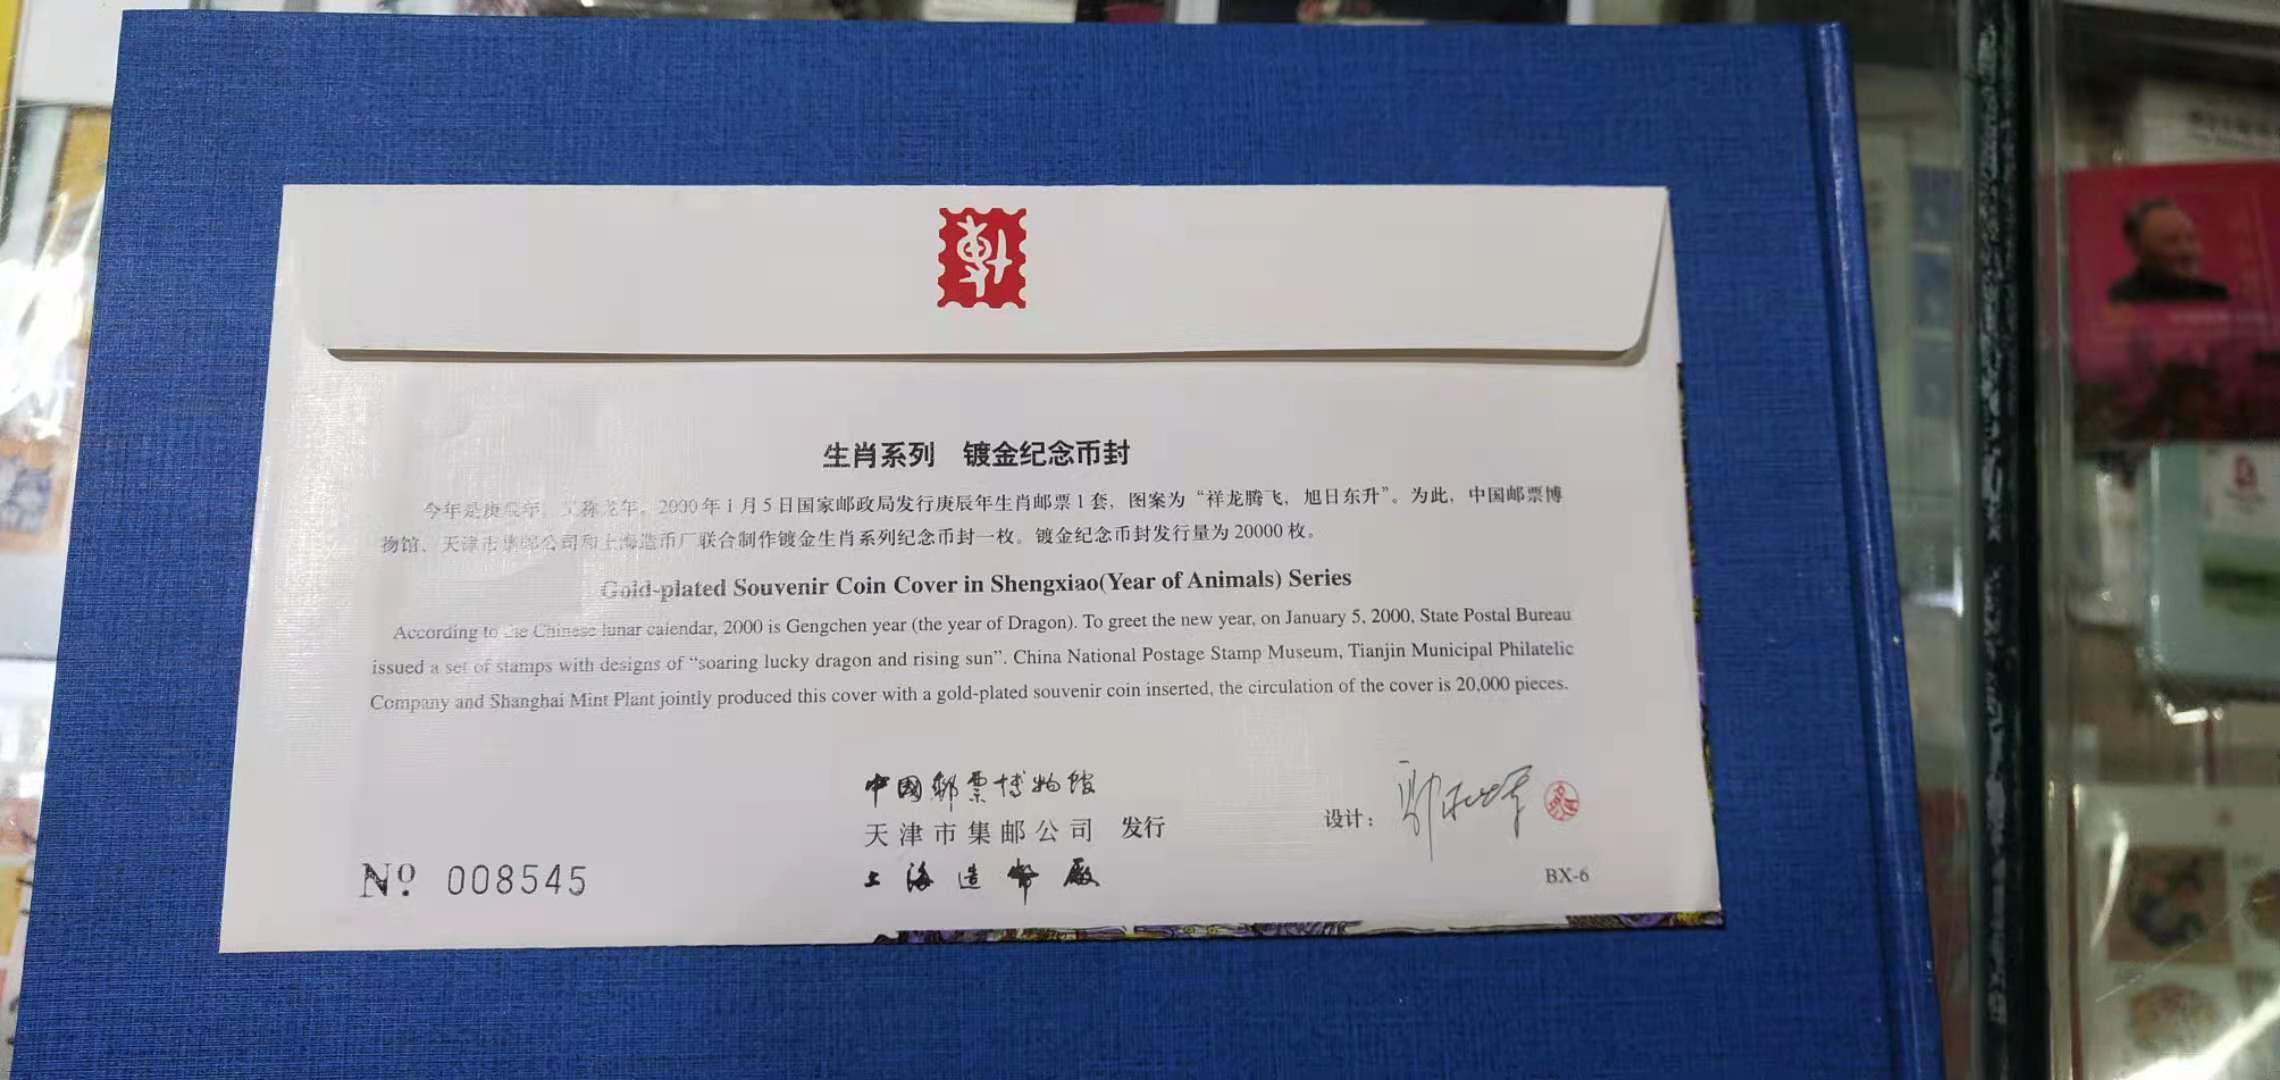 生肖系列 镀金纪念币封
今年是庚辰年，又称龙年。2000年1月5日国家邮政局发行庚辰年生肖邮票1套，图案为“祥龙腾飞，旭日东升”。为此，中国邮票博
物馆、天津市集邮公司和上海造币厂联合制作镀金生肖系列纪念币封一枚。镀金纪念币封发行量为20000枚。
Gold-plated Souvenir Coin Cover in Shengxiao(Year of Animals) Series
According to the Chinese lunar calendar, 2000 is Gengchen year (the year of Dragon). To greet the new year, on January 5, 2000, State Postal Bureau
issued a set of stamps with designs of “soaring lucky dragon and rising sun”. China National Postage Stamp Museum, Tianjin Municipal Philatelic
Company and Shanghai Mint Plant jointly produced this cover with a gold-plated souvenir coin inserted, the circulation of the cover is 20,000 pieces.
中國郵票博物馆
天津市集邮公司 发行
上海造幣厰
设计：
№ 008545
BX-6